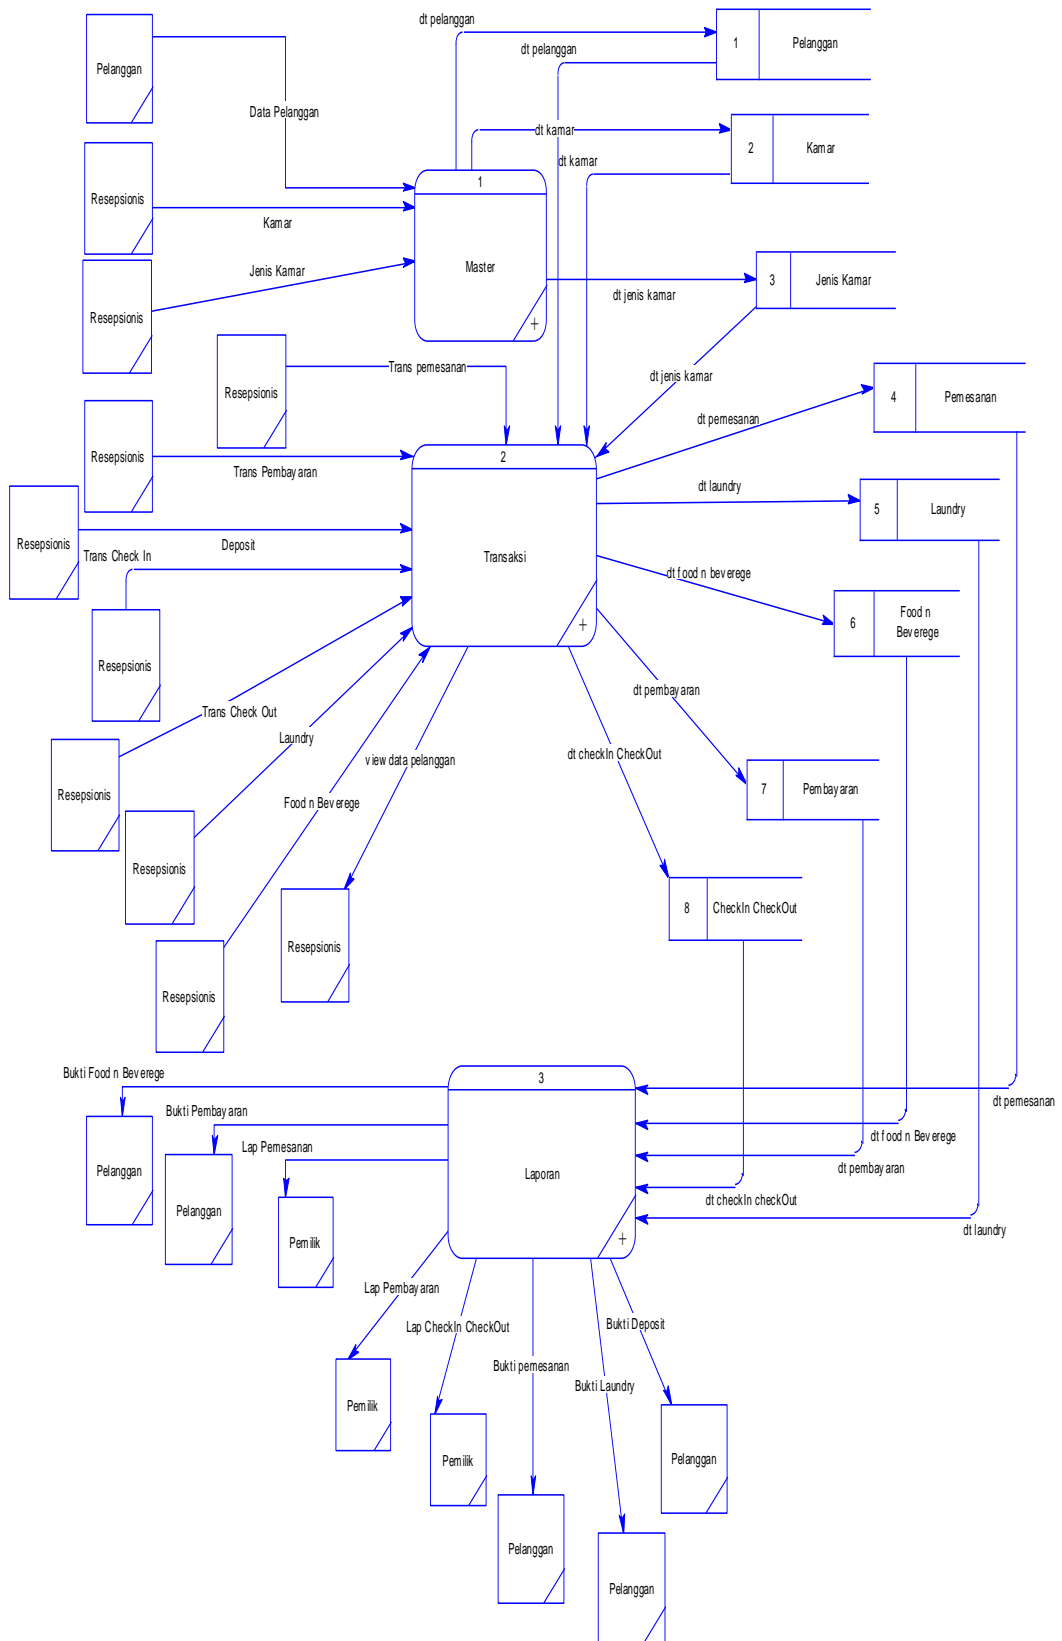 dt pelanggan
Pelanggan
1
Pelanggan
dt pelanggan
Data Pelanggan
dt kamar
2
Kamar
dt kamar
Resepsionis
Kamar
1
Master
Jenis Kamar
Resepsionis
dt jenis kamar
3
Jenis Kamar
Resepsionis
Trans pemesanan
dt jenis kamar
4
Pemesanan
dt pemesanan
Resepsionis
Trans Pembayaran
2
Transaksi
dt laundry
5
Laundry
Resepsionis
Deposit
Trans Check In
dt food n beverege
6
Food n
Beverege
Resepsionis
dt pembayaran
Trans Check Out
Laundry
view data pelanggan
dt checkIn CheckOut
Resepsionis
Food n Beverege
7
Pembayaran
Resepsionis
8
CheckIn CheckOut
Resepsionis
Resepsionis
3
Laporan
Bukti Food n Beverege
dt pemesanan
Bukti Pembayaran
dt food n Beverege
Lap Pemesanan
dt pembayaran
Pelanggan
dt checkIn checkOut
Pelanggan
dt laundry
Pemilik
Lap Pembayaran
Lap CheckIn CheckOut
Bukti Deposit
Bukti pemesanan
Bukti Laundry
Pemilik
Pemilik
Pelanggan
Pelanggan
Pelanggan